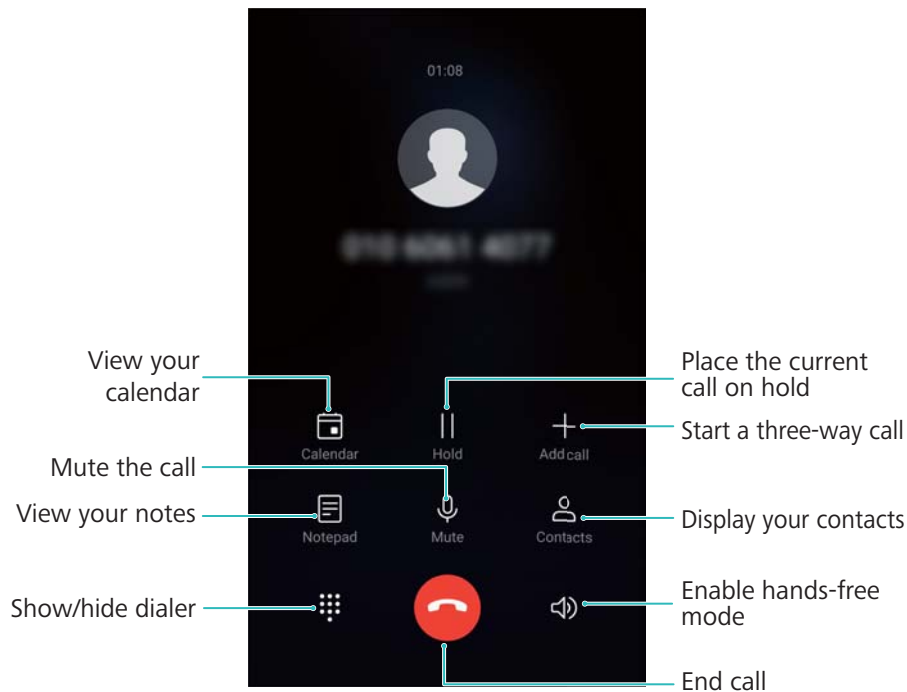 01:08
View your
calendar
Place the current
call on hold
Calendar
Hold
Add call
Start a three-way call
Mute the call
View your notes
Notepad
Mute
Contacts
Display your contacts
Show/hide dialer
Enable hands-free
mode
End call